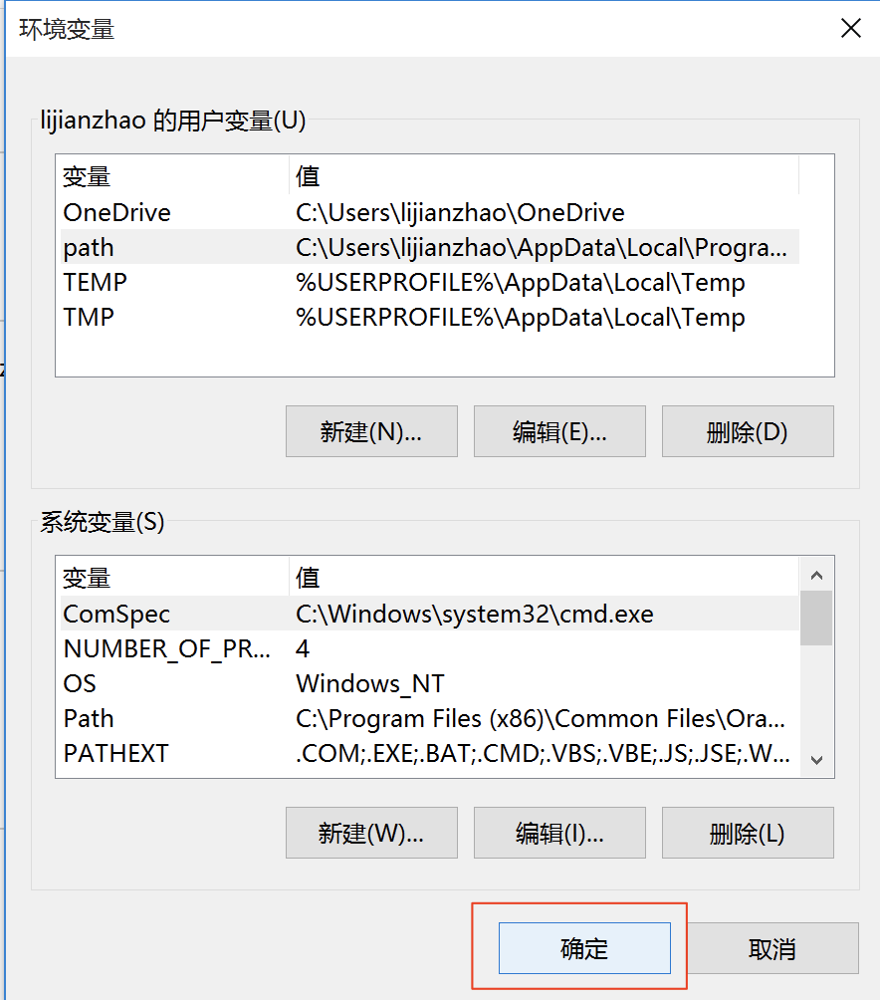 环境变量
lijianzhao 的用户变量(U)
变量 值
OneDrive C:\Users\lijianzhao\OneDrive
path C:\Users\lijianzhao\AppData\Local\Progra...
TEMP %USERPROFILE%\AppData\Local\Temp
TMP %USERPROFILE%\AppData\Local\Temp
新建(N)... 编辑(E)... 删除(D)
系统变量(S)
变量 值
ComSpec C:\Windows\system32\cmd.exe
NUMBER_OF_PR... 4
OS Windows_NT
Path C:\Program Files (x86)\Common Files\Ora...
PATHEXT .COM;.EXE;.BAT;.CMD;.VBS;.VBE;.JS;.JSE;.W...
新建(W)... 编辑(I)... 删除(L)
确定 取消